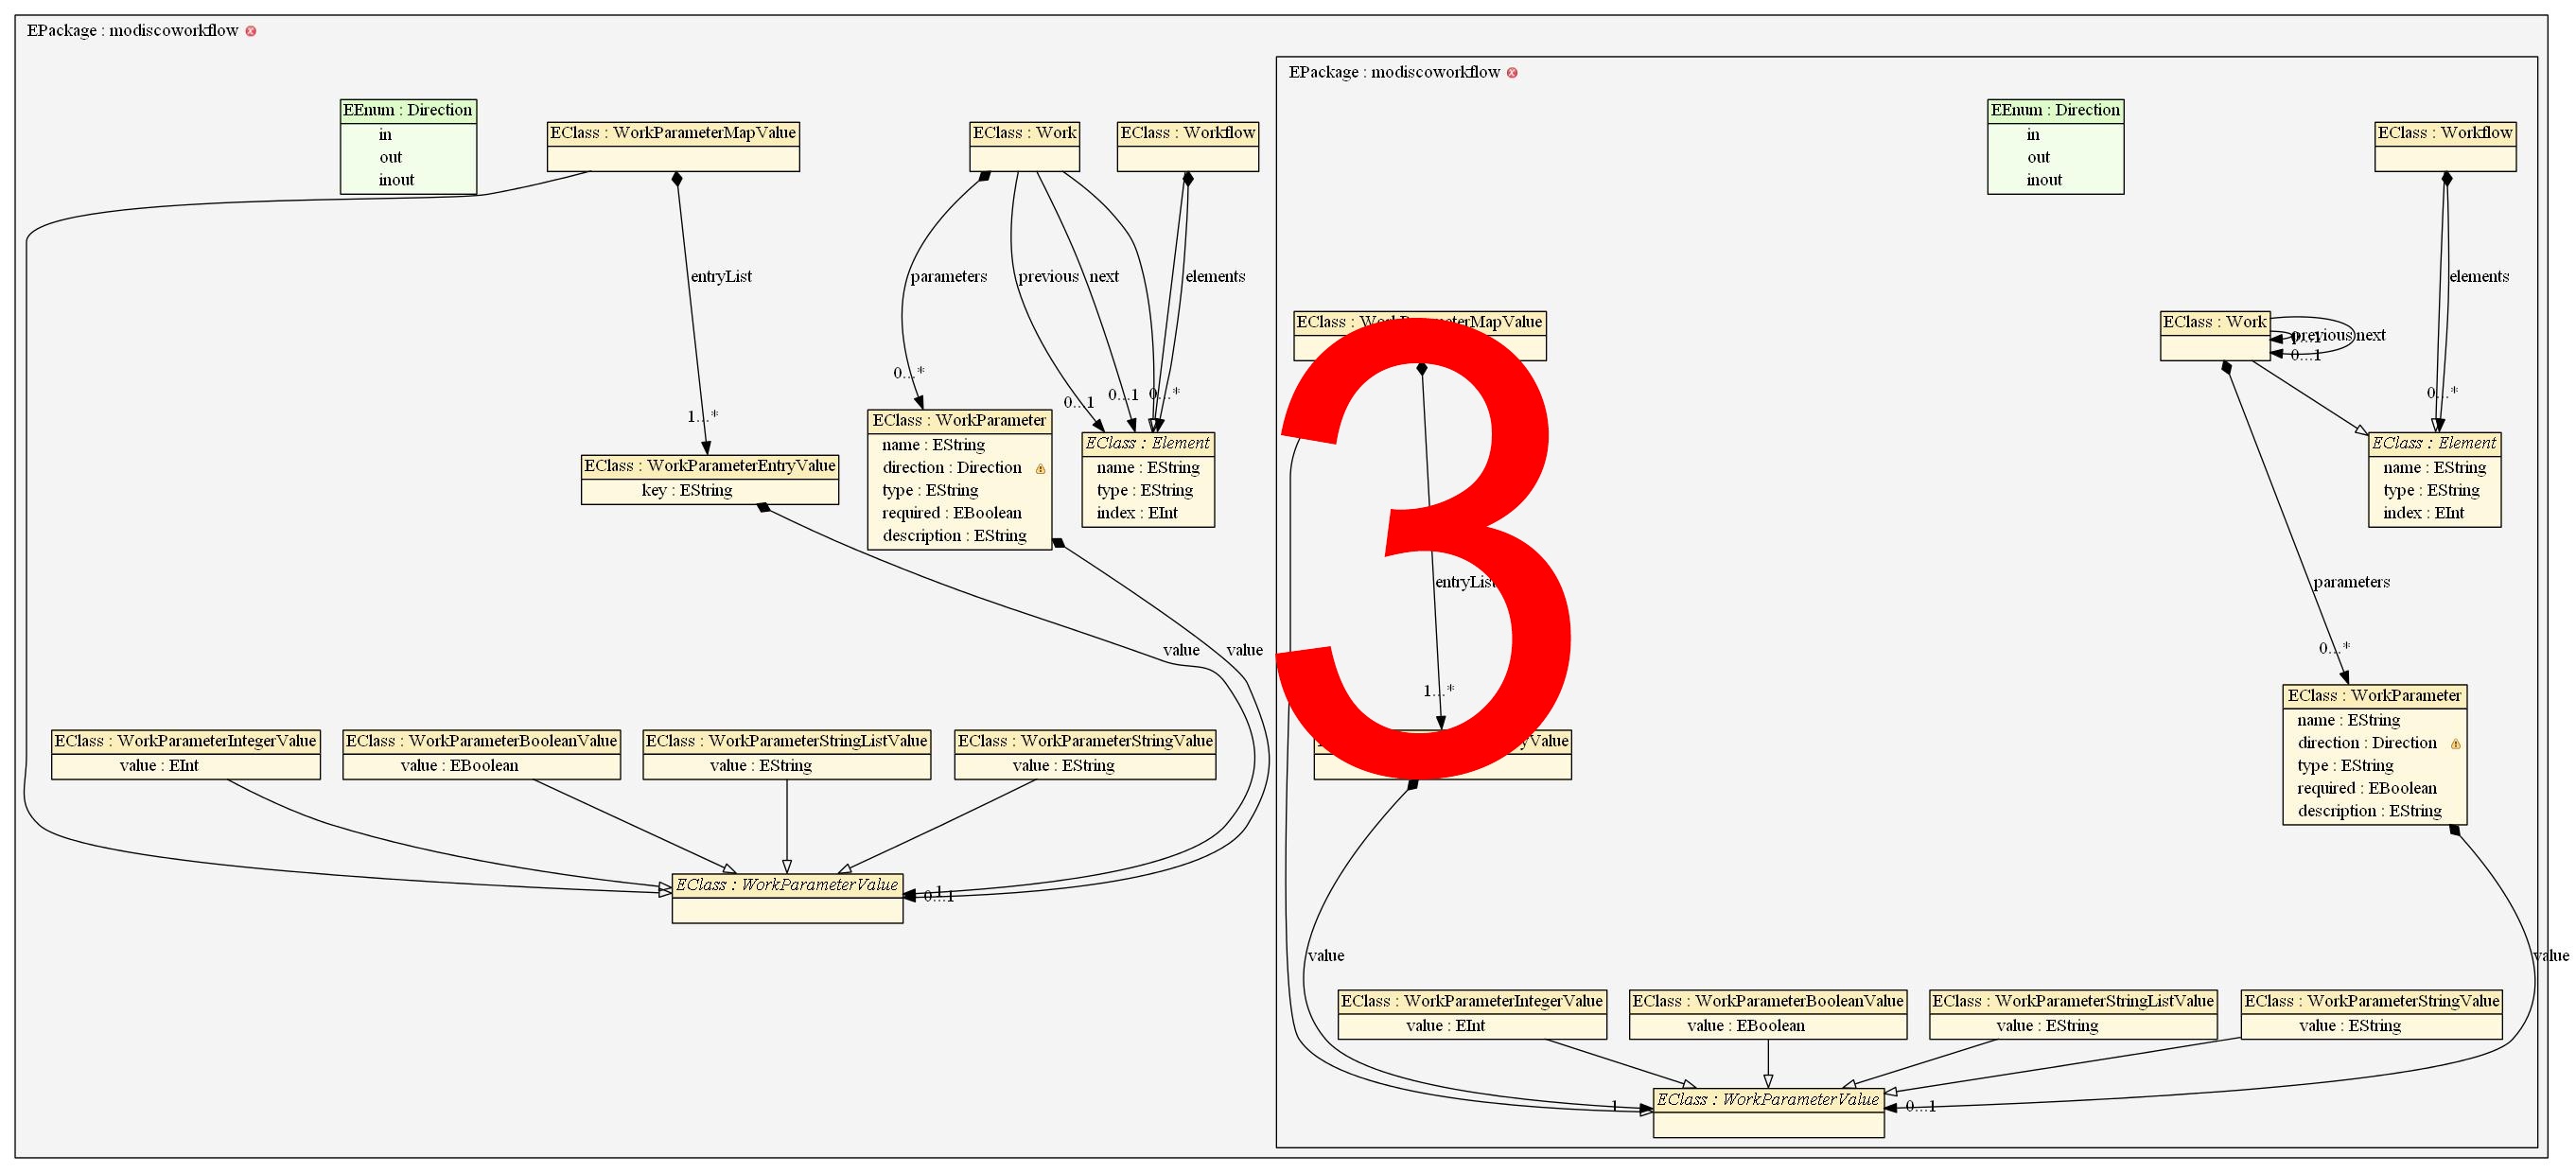 EPackage : modiscoworkflow
EPackage : modiscoworkflow
EEnum : Direction
in
out
inout
EClass : WorkParameterMapValue
EClass : Work
EClass : Workflow
EEnum : Direction
in
out
inout
EClass : Workflow
entryList
parameters
previous
next
elements
elements
EClass : WorkParameterMapValue
EClass : Work
previous
next
0...1
0...1
0...*
1...*
0...1
0...1
0...*
0...*
EClass : WorkParameter
name : EString
direction : Direction
type : EString
required : EBoolean
description : EString
EClass : Element
name : EString
type : EString
index : EInt
EClass : Element
name : EString
type : EString
index : EInt
EClass : WorkParameterEntryValue
key : EString
3
entryList
parameters
value
value
1...*
0...*
EClass : WorkParameterIntegerValue
value : EInt
EClass : WorkParameterBooleanValue
value : EBoolean
EClass : WorkParameterStringListValue
value : EString
EClass : WorkParameterStringValue
value : EString
yValue
EClass : WorkParameter
name : EString
direction : Direction
type : EString
required : EBoolean
description : EString
EClass : WorkParameterValue
1
0...1
value
value
EClass : WorkParameterIntegerValue
value : EInt
EClass : WorkParameterBooleanValue
value : EBoolean
EClass : WorkParameterStringListValue
value : EString
EClass : WorkParameterStringValue
value : EString
EClass : WorkParameterValue
1
0...1